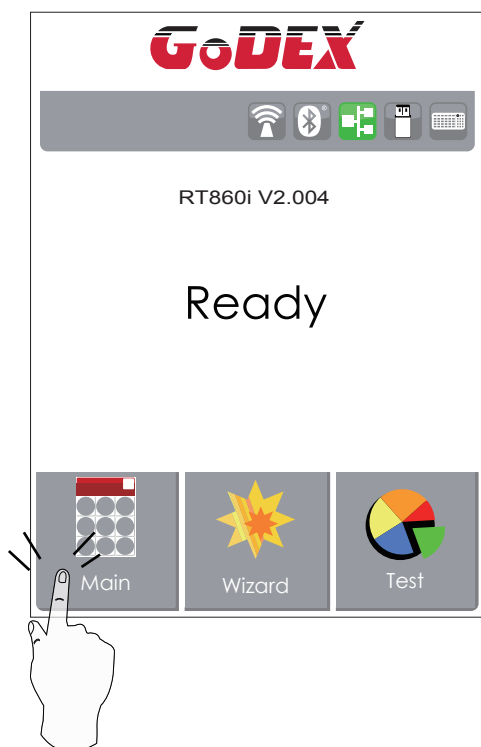 GoDEX
RT860i V2.004
Ready
Main
Wizard
Test